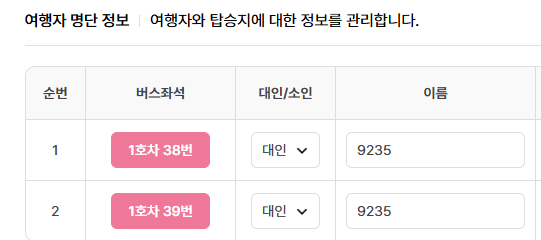 여행자 명단 정보 | 여행자와 탑승지에 대한 정보를 관리합니다.
순번 버스좌석 대인/소인 이름
1 1호차 38번 대인 9235
2 1호차 39번 대인 9235